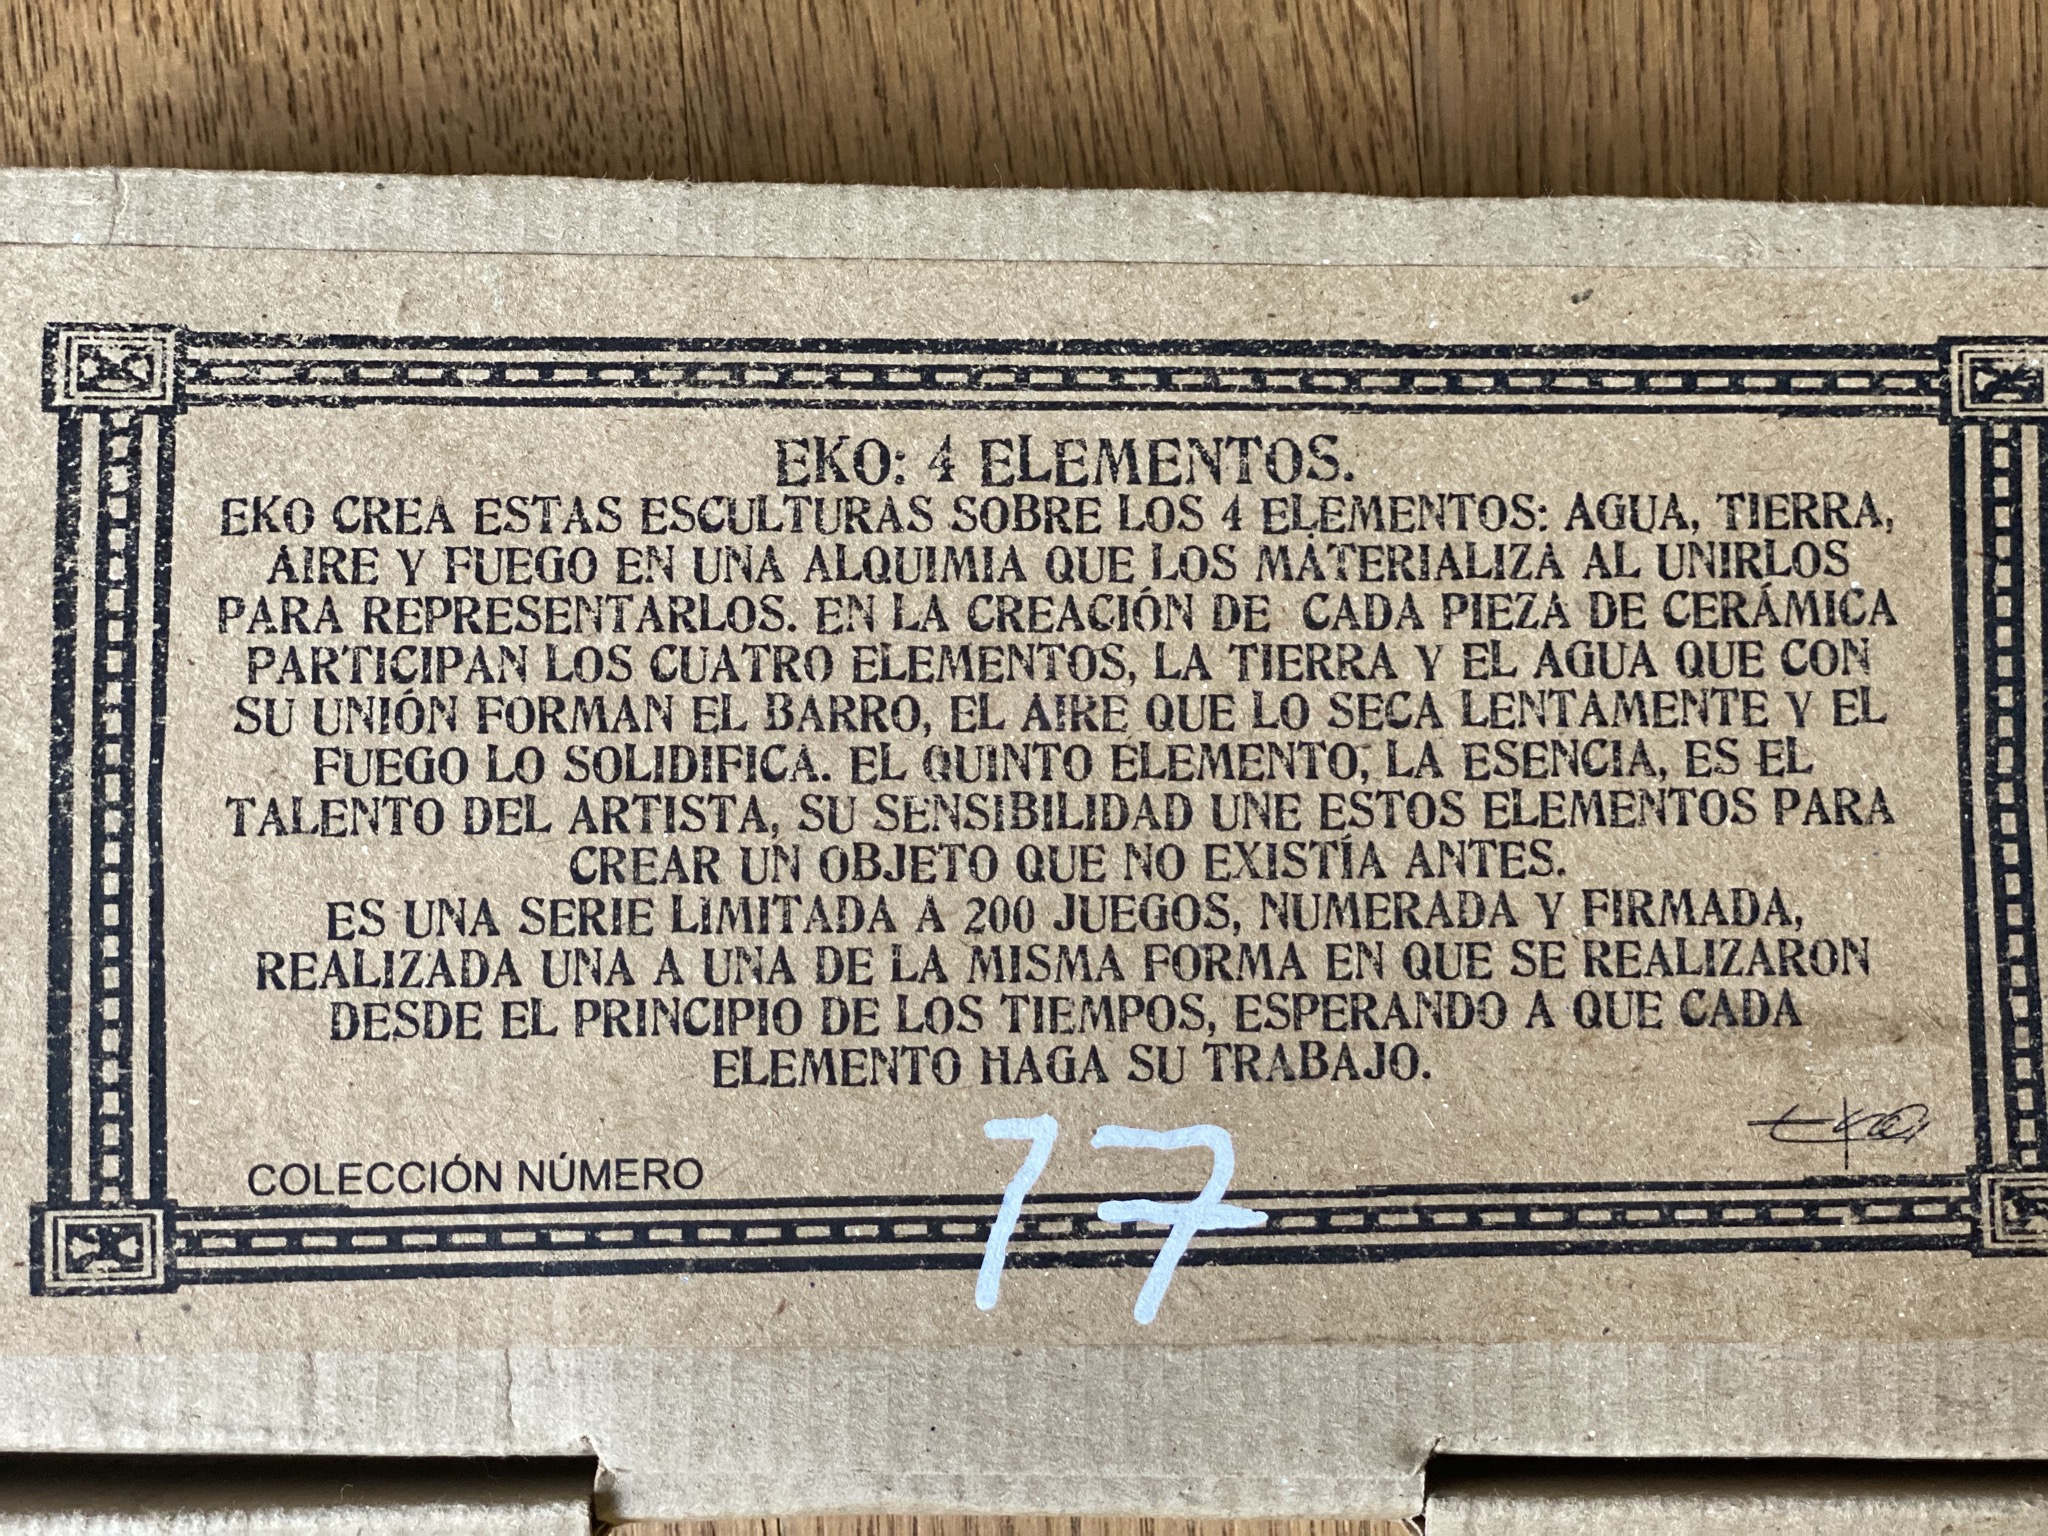 EKO: 4 ELEMENTOS.
EKO CREA ESTAS ESCULTURAS SOBRE LOS 4 ELEMENTOS: AGUA, TIERRA,
AIRE Y FUEGO EN UNA ALQUIMIA QUE LOS MATERIALIZA AL UNIRLOS
PARA REPRESENTARLOS. EN LA CREACIÓN DE CADA PIEZA DE CERÁMICA
PARTICIPAN LOS CUATRO ELEMENTOS, LA TIERRA Y EL AGUA QUE CON
SU UNIÓN FORMAN EL BARRO, EL AIRE QUE LO SECA LENTAMENTE Y EL
FUEGO LO SOLIDIFICA. EL QUINTO ELEMENTO, LA ESENCIA, ES EL
TALENTO DEL ARTISTA, SU SENSIBILIDAD UNE ESTOS ELEMENTOS PARA
CREAR UN OBJETO QUE NO EXISTÍA ANTES.
ES UNA SERIE LIMITADA A 200 JUEGOS, NUMERADA Y FIRMADA,
REALIZADA UNA A UNA DE LA MISMA FORMA EN QUE SE REALIZARON
DESDE EL PRINCIPIO DE LOS TIEMPOS, ESPERANDO A QUE CADA
ELEMENTO HAGA SU TRABAJO.
COLECCIÓN NÚMERO 17